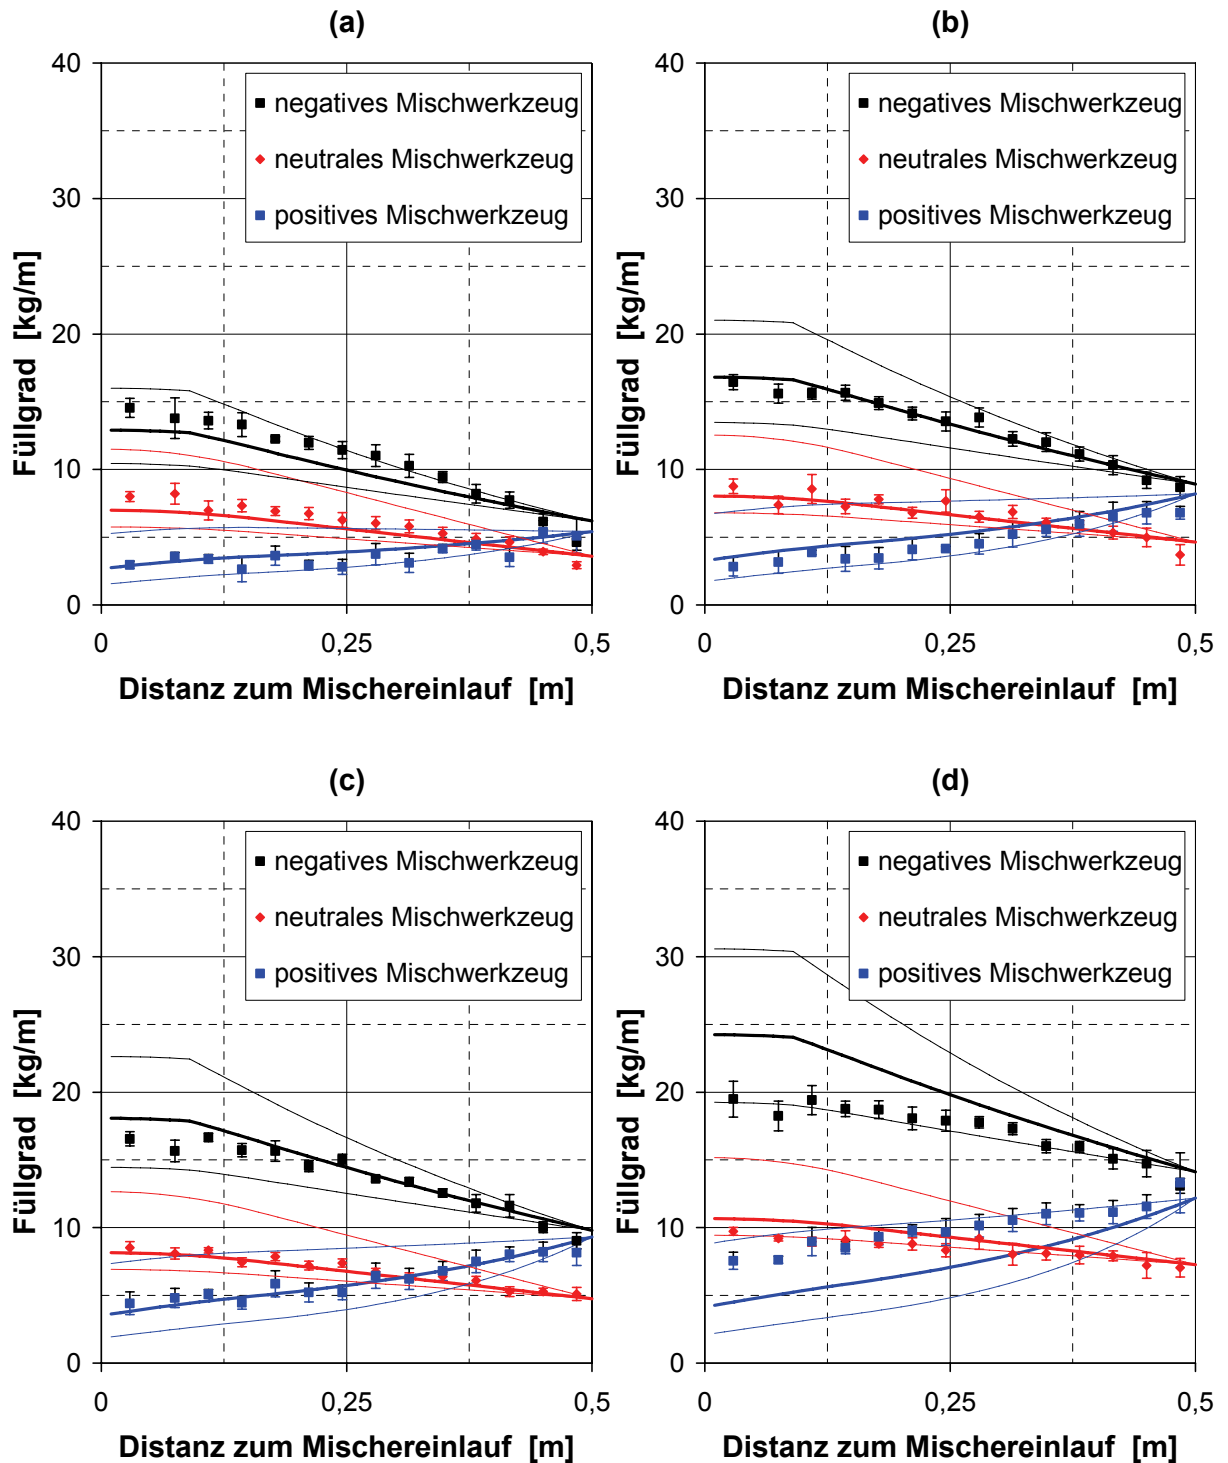 (a)
40
30
20
10
0
Füllgrad [kg/m]
negatives Mischwerkzeug
neutrales Mischwerkzeug
positives Mischwerkzeug
0
0,25
0,5
Distanz zum Mischereinlauf [m]
(b)
40
30
20
10
0
Füllgrad [kg/m]
negatives Mischwerkzeug
neutrales Mischwerkzeug
positives Mischwerkzeug
0
0,25
0,5
Distanz zum Mischereinlauf [m]
(c)
40
30
20
10
0
Füllgrad [kg/m]
negatives Mischwerkzeug
neutrales Mischwerkzeug
positives Mischwerkzeug
0
0,25
0,5
Distanz zum Mischereinlauf [m]
(d)
40
30
20
10
0
Füllgrad [kg/m]
negatives Mischwerkzeug
neutrales Mischwerkzeug
positives Mischwerkzeug
0
0,25
0,5
Distanz zum Mischereinlauf [m]